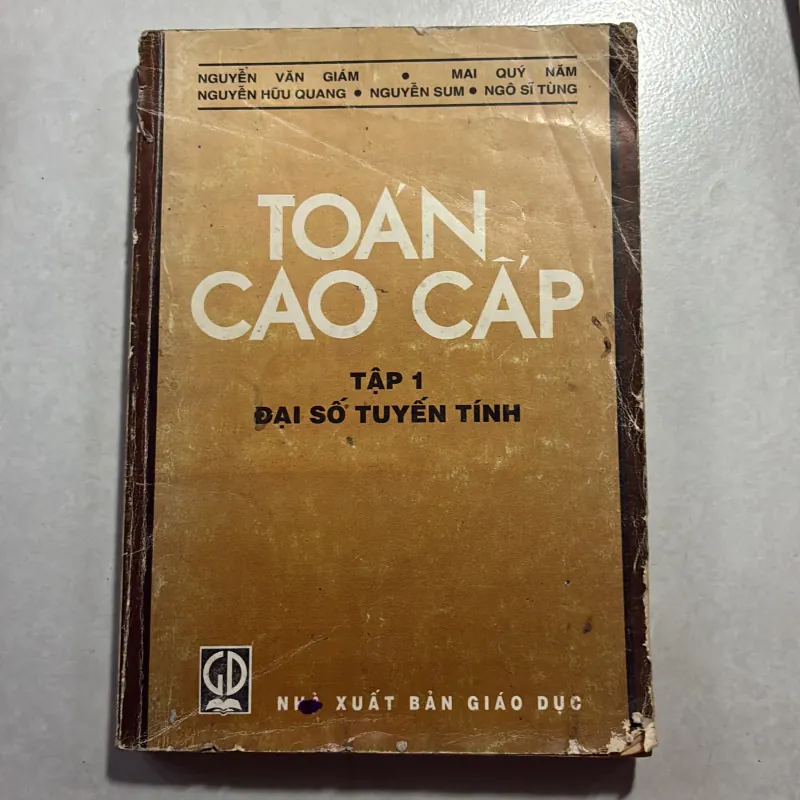 NGUYỄN VĂN GIÁM • MAI QUÝ NĂM
NGUYỄN HỮU QUANG • NGUYỄN SUM • NGÔ SĨ TÙNG
TOÁN
CAO CẤP
TẬP 1
ĐẠI SỐ TUYẾN TÍNH
GD
NHÀ XUẤT BẢN GIÁO DỤC